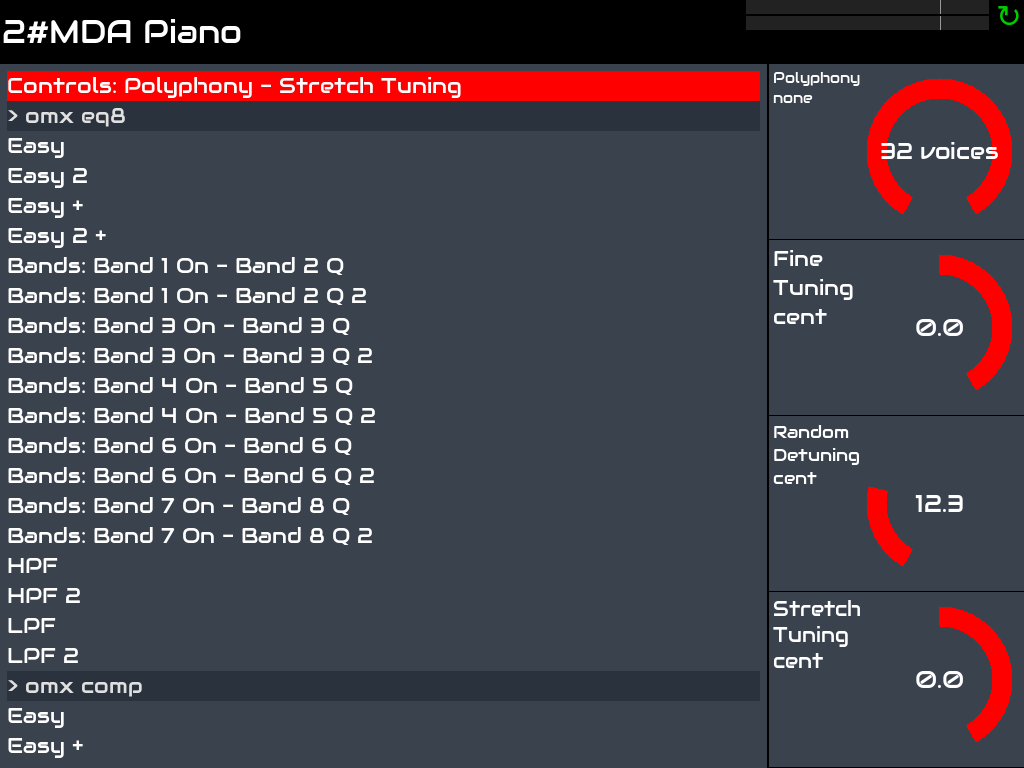 2#MDA Piano
↻
Controls: Polyphony - Stretch Tuning
> omx eq8
Easy
Easy 2
Easy +
Easy 2 +
Bands: Band 1 On - Band 2 Q
Bands: Band 1 On - Band 2 Q 2
Bands: Band 3 On - Band 3 Q
Bands: Band 3 On - Band 3 Q 2
Bands: Band 4 On - Band 5 Q
Bands: Band 4 On - Band 5 Q 2
Bands: Band 6 On - Band 6 Q
Bands: Band 6 On - Band 6 Q 2
Bands: Band 7 On - Band 8 Q
Bands: Band 7 On - Band 8 Q 2
HPF
HPF 2
LPF
LPF 2
> omx comp
Easy
Easy +
Polyphony
none
32 voices
Fine
Tuning
cent
0.0
Random
Detuning
cent
12.3
Stretch
Tuning
cent
0.0